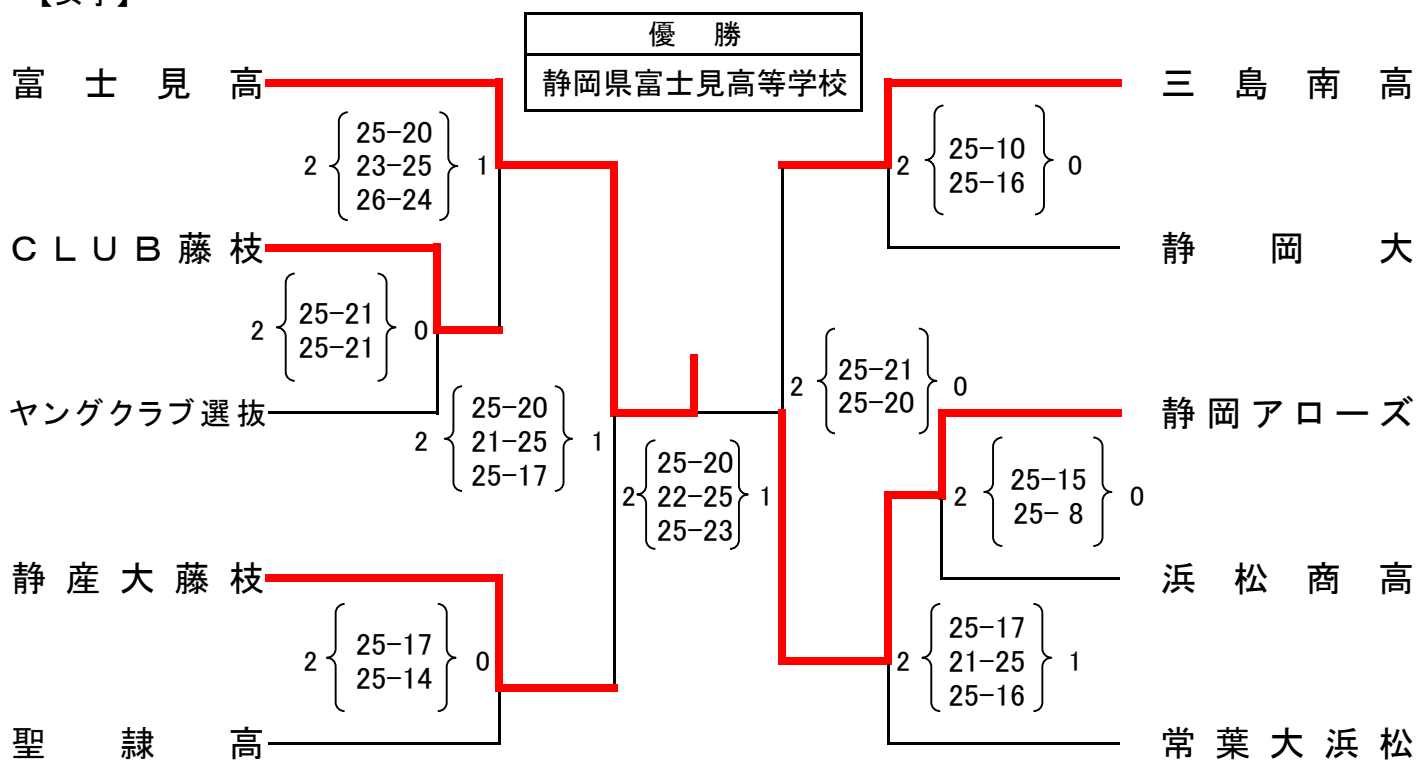 優勝
静岡県富士見高等学校
富士見高
2 25-20 1
23-25
26-24
CLUB藤枝
2 25-21 0
25-21
ヤングクラブ選抜
2 25-20 1
21-25
25-17
静産大藤枝
2 25-17 0
25-14
聖隷高
2 25-20 1
22-25
25-23
三島南高
2 25-10 0
25-16
静岡大
2 25-21 0
25-20
静岡アローズ
2 25-15 0
25- 8
浜松商高
2 25-17 1
21-25
25-16
常葉大浜松